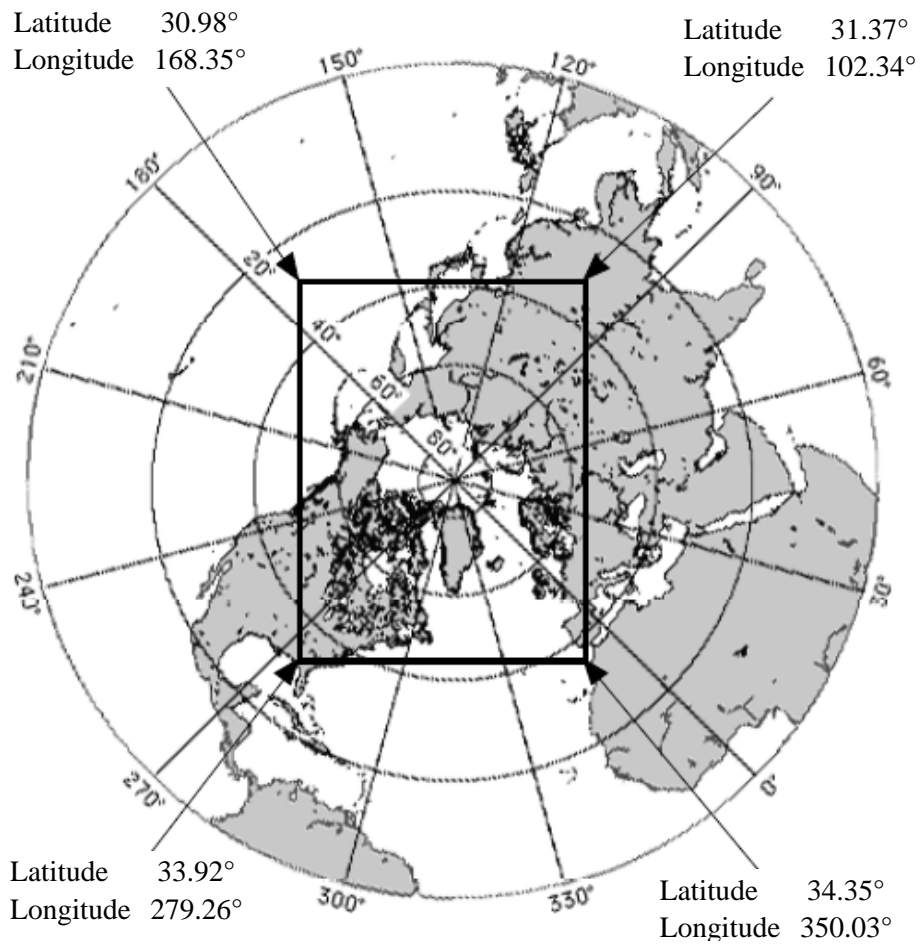 Latitude 30.98°
Longitude 168.35°
Latitude 31.37°
Longitude 102.34°
150°
120°
180°
90°
20°
40°
210°
60°
60°
80°
240°
30°
270°
0°
300°
330°
Latitude 33.92°
Longitude 279.26°
Latitude 34.35°
Longitude 350.03°